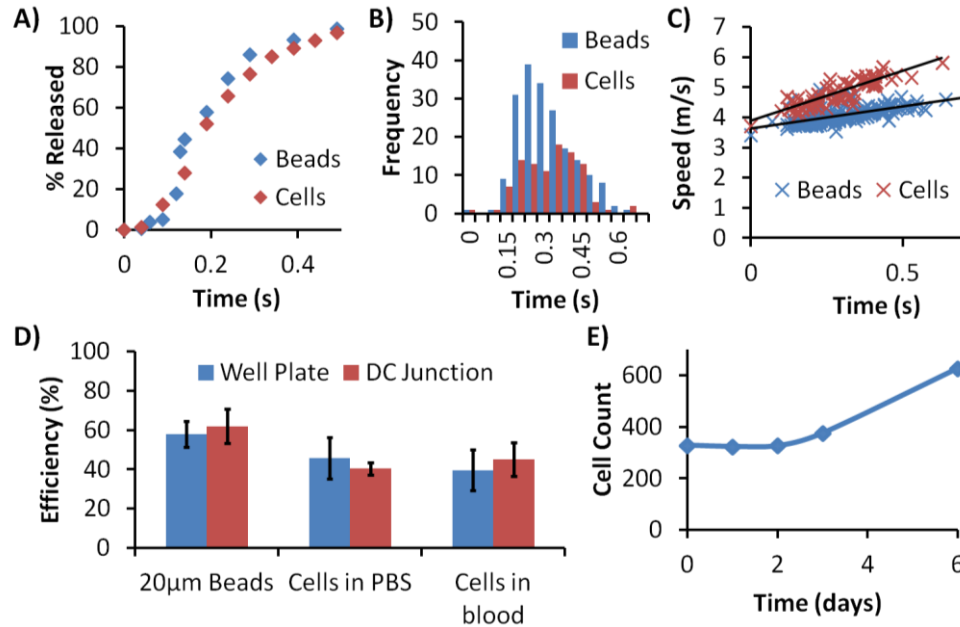 A)
% Released
100
80
60
40
20
0
0
0.2
0.4
Time (s)
Beads
Cells
B)
Frequency
50
40
30
20
10
0
0
0.15
0.3
0.45
0.6
Time (s)
Beads
Cells
C)
Speed (m/s)
7
6
5
4
3
2
1
0
0
0.5
Time (s)
Beads
Cells
D)
Efficiency (%)
100
80
60
40
20
0
Well Plate
DC Junction
20µm Beads
Cells in PBS
Cells in
blood
E)
Cell Count
600
400
200
0
0
2
4
6
Time (days)